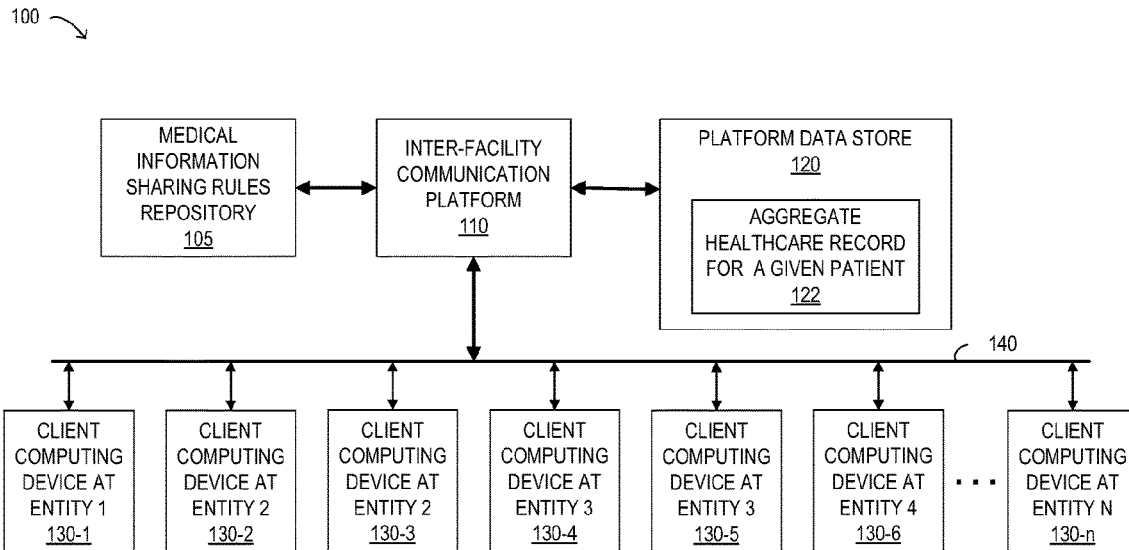 100
MEDICAL
INFORMATION
SHARING RULES
REPOSITORY
105
INTER-FACILITY
COMMUNICATION
PLATFORM
110
PLATFORM DATA STORE
120
AGGREGATE
HEALTHCARE RECORD
FOR A GIVEN PATIENT
122
140
CLIENT
COMPUTING
DEVICE AT
ENTITY 1
130-1
CLIENT
COMPUTING
DEVICE AT
ENTITY 2
130-2
CLIENT
COMPUTING
DEVICE AT
ENTITY 2
130-3
CLIENT
COMPUTING
DEVICE AT
ENTITY 3
130-4
CLIENT
COMPUTING
DEVICE AT
ENTITY 3
130-5
CLIENT
COMPUTING
DEVICE AT
ENTITY 4
130-6
...
CLIENT
COMPUTING
DEVICE AT
ENTITY N
130-n